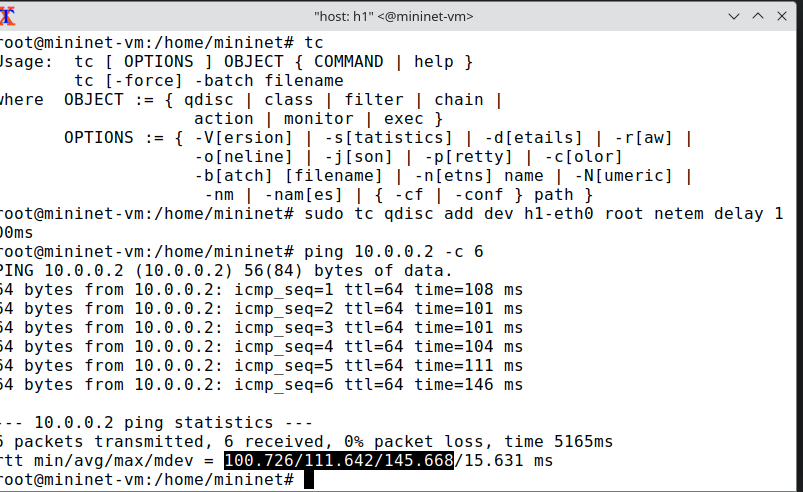 "host: h1" <@mininet-vm>
root@mininet-vm:/home/mininet# tc
Usage:  tc [ OPTIONS ] OBJECT { COMMAND | help }
        tc [-force] -batch filename
where  OBJECT := { qdisc | class | filter | chain |
                    action | monitor | exec }
       OPTIONS := { -V[ersion] | -s[tatistics] | -d[etails] | -r[aw] |
                    -o[neline] | -j[son] | -p[retty] | -c[olor]
                    -b[atch] [filename] | -n[etns] name | -N[umeric] |
                     -nm | -nam[es] | { -cf | -conf } path }
root@mininet-vm:/home/mininet# sudo tc qdisc add dev h1-eth0 root netem delay 1
00ms
root@mininet-vm:/home/mininet# ping 10.0.0.2 -c 6
PING 10.0.0.2 (10.0.0.2) 56(84) bytes of data.
64 bytes from 10.0.0.2: icmp_seq=1 ttl=64 time=108 ms
64 bytes from 10.0.0.2: icmp_seq=2 ttl=64 time=101 ms
64 bytes from 10.0.0.2: icmp_seq=3 ttl=64 time=101 ms
64 bytes from 10.0.0.2: icmp_seq=4 ttl=64 time=104 ms
64 bytes from 10.0.0.2: icmp_seq=5 ttl=64 time=111 ms
64 bytes from 10.0.0.2: icmp_seq=6 ttl=64 time=146 ms

--- 10.0.0.2 ping statistics ---
6 packets transmitted, 6 received, 0% packet loss, time 5165ms
rtt min/avg/max/mdev = 100.726/111.642/145.668/15.631 ms
root@mininet-vm:/home/mininet#